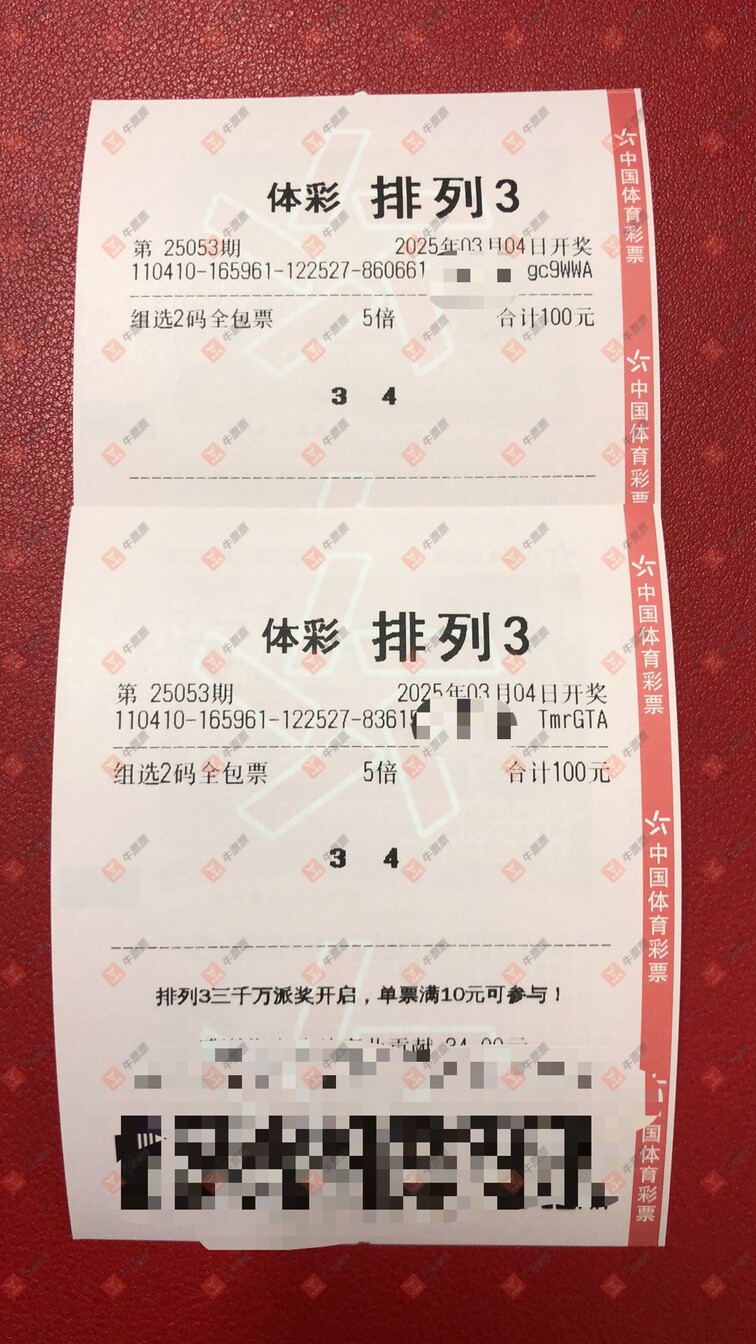 体彩 排列3
第 25053期 2025年03月04日开奖
110410-165961-122527-860661 gc9WWA
组选2码全包票 5倍 合计100元
3 4
体彩 排列3
第 25053期 2025年03月04日开奖
110410-165961-122527-83615 TmrGTA
组选2码全包票 5倍 合计100元
3 4
排列3三千万派奖开启，单票满10元可参与！
34.00元
中国体育彩票
中国体育彩票
中国体育彩票
中国体育彩票
国体育彩票
牛票票